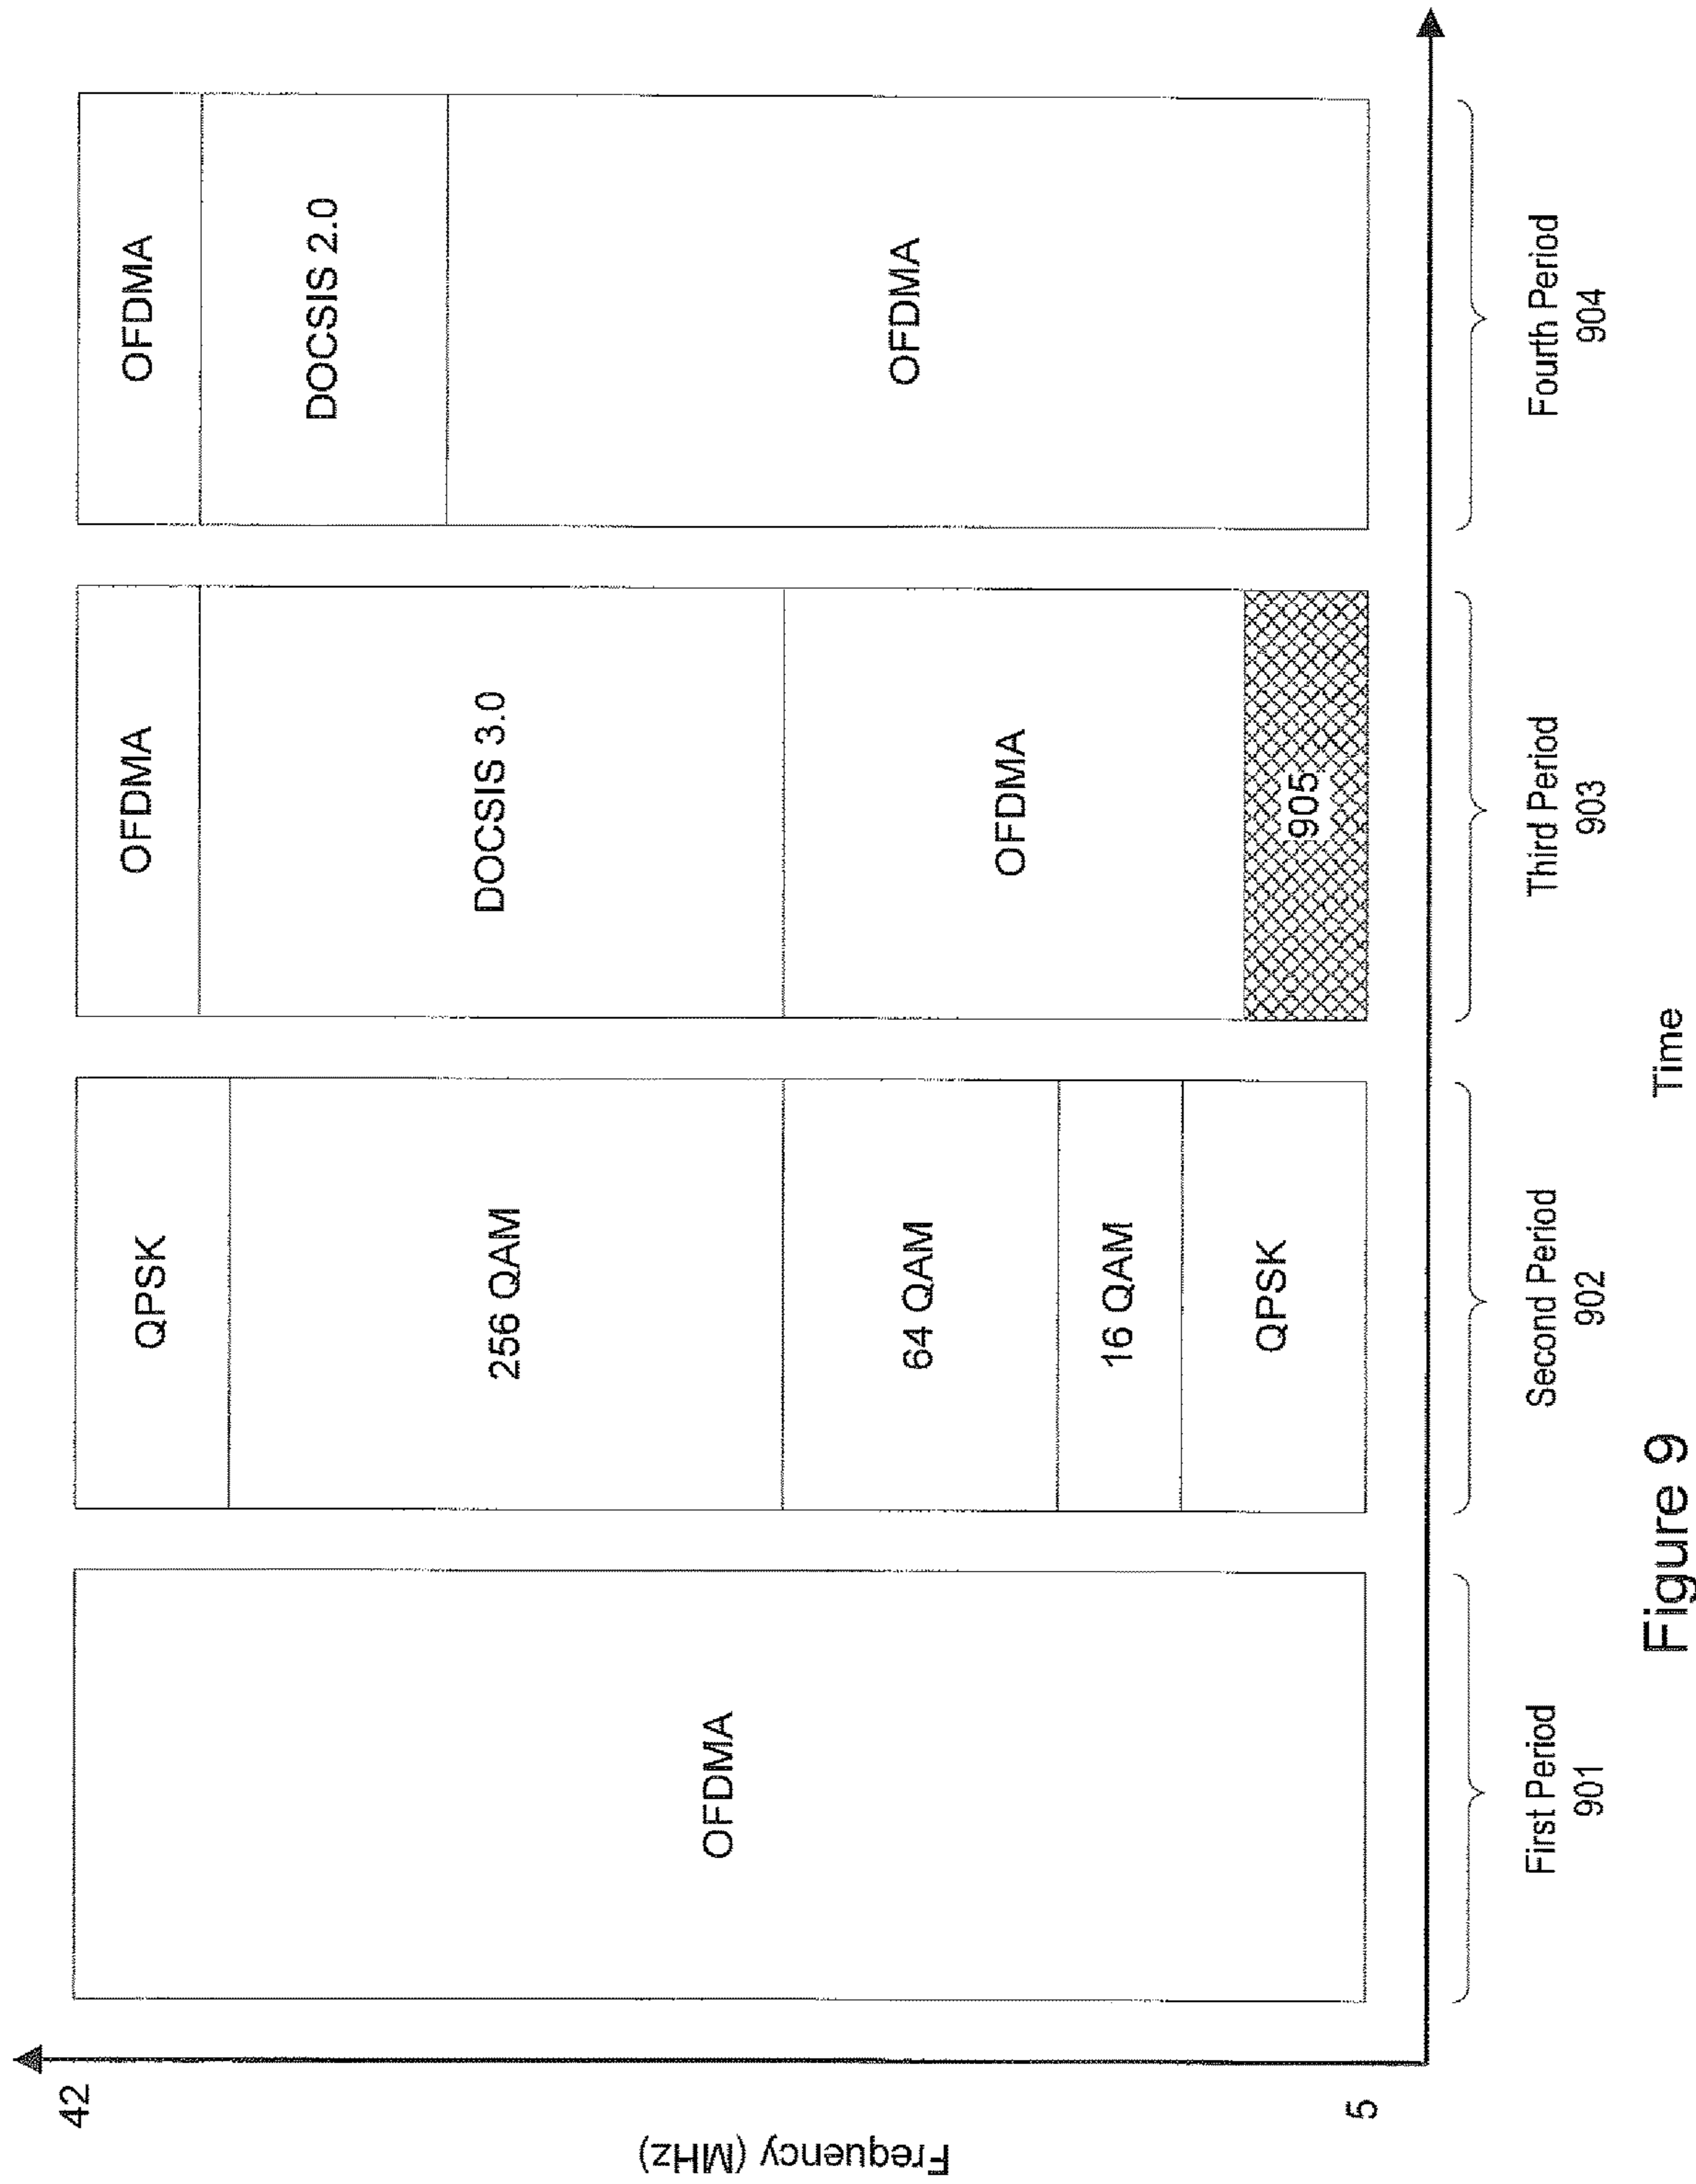 42
Frequency (MHz)
5
OFDMA
QPSK
256 QAM
64 QAM
16 QAM
QPSK
OFDMA
DOCSIS 3.0
OFDMA
905
OFDMA
DOCSIS 2.0
OFDMA
First Period
901
Second Period
902
Third Period
903
Fourth Period
904
Time
Figure 9